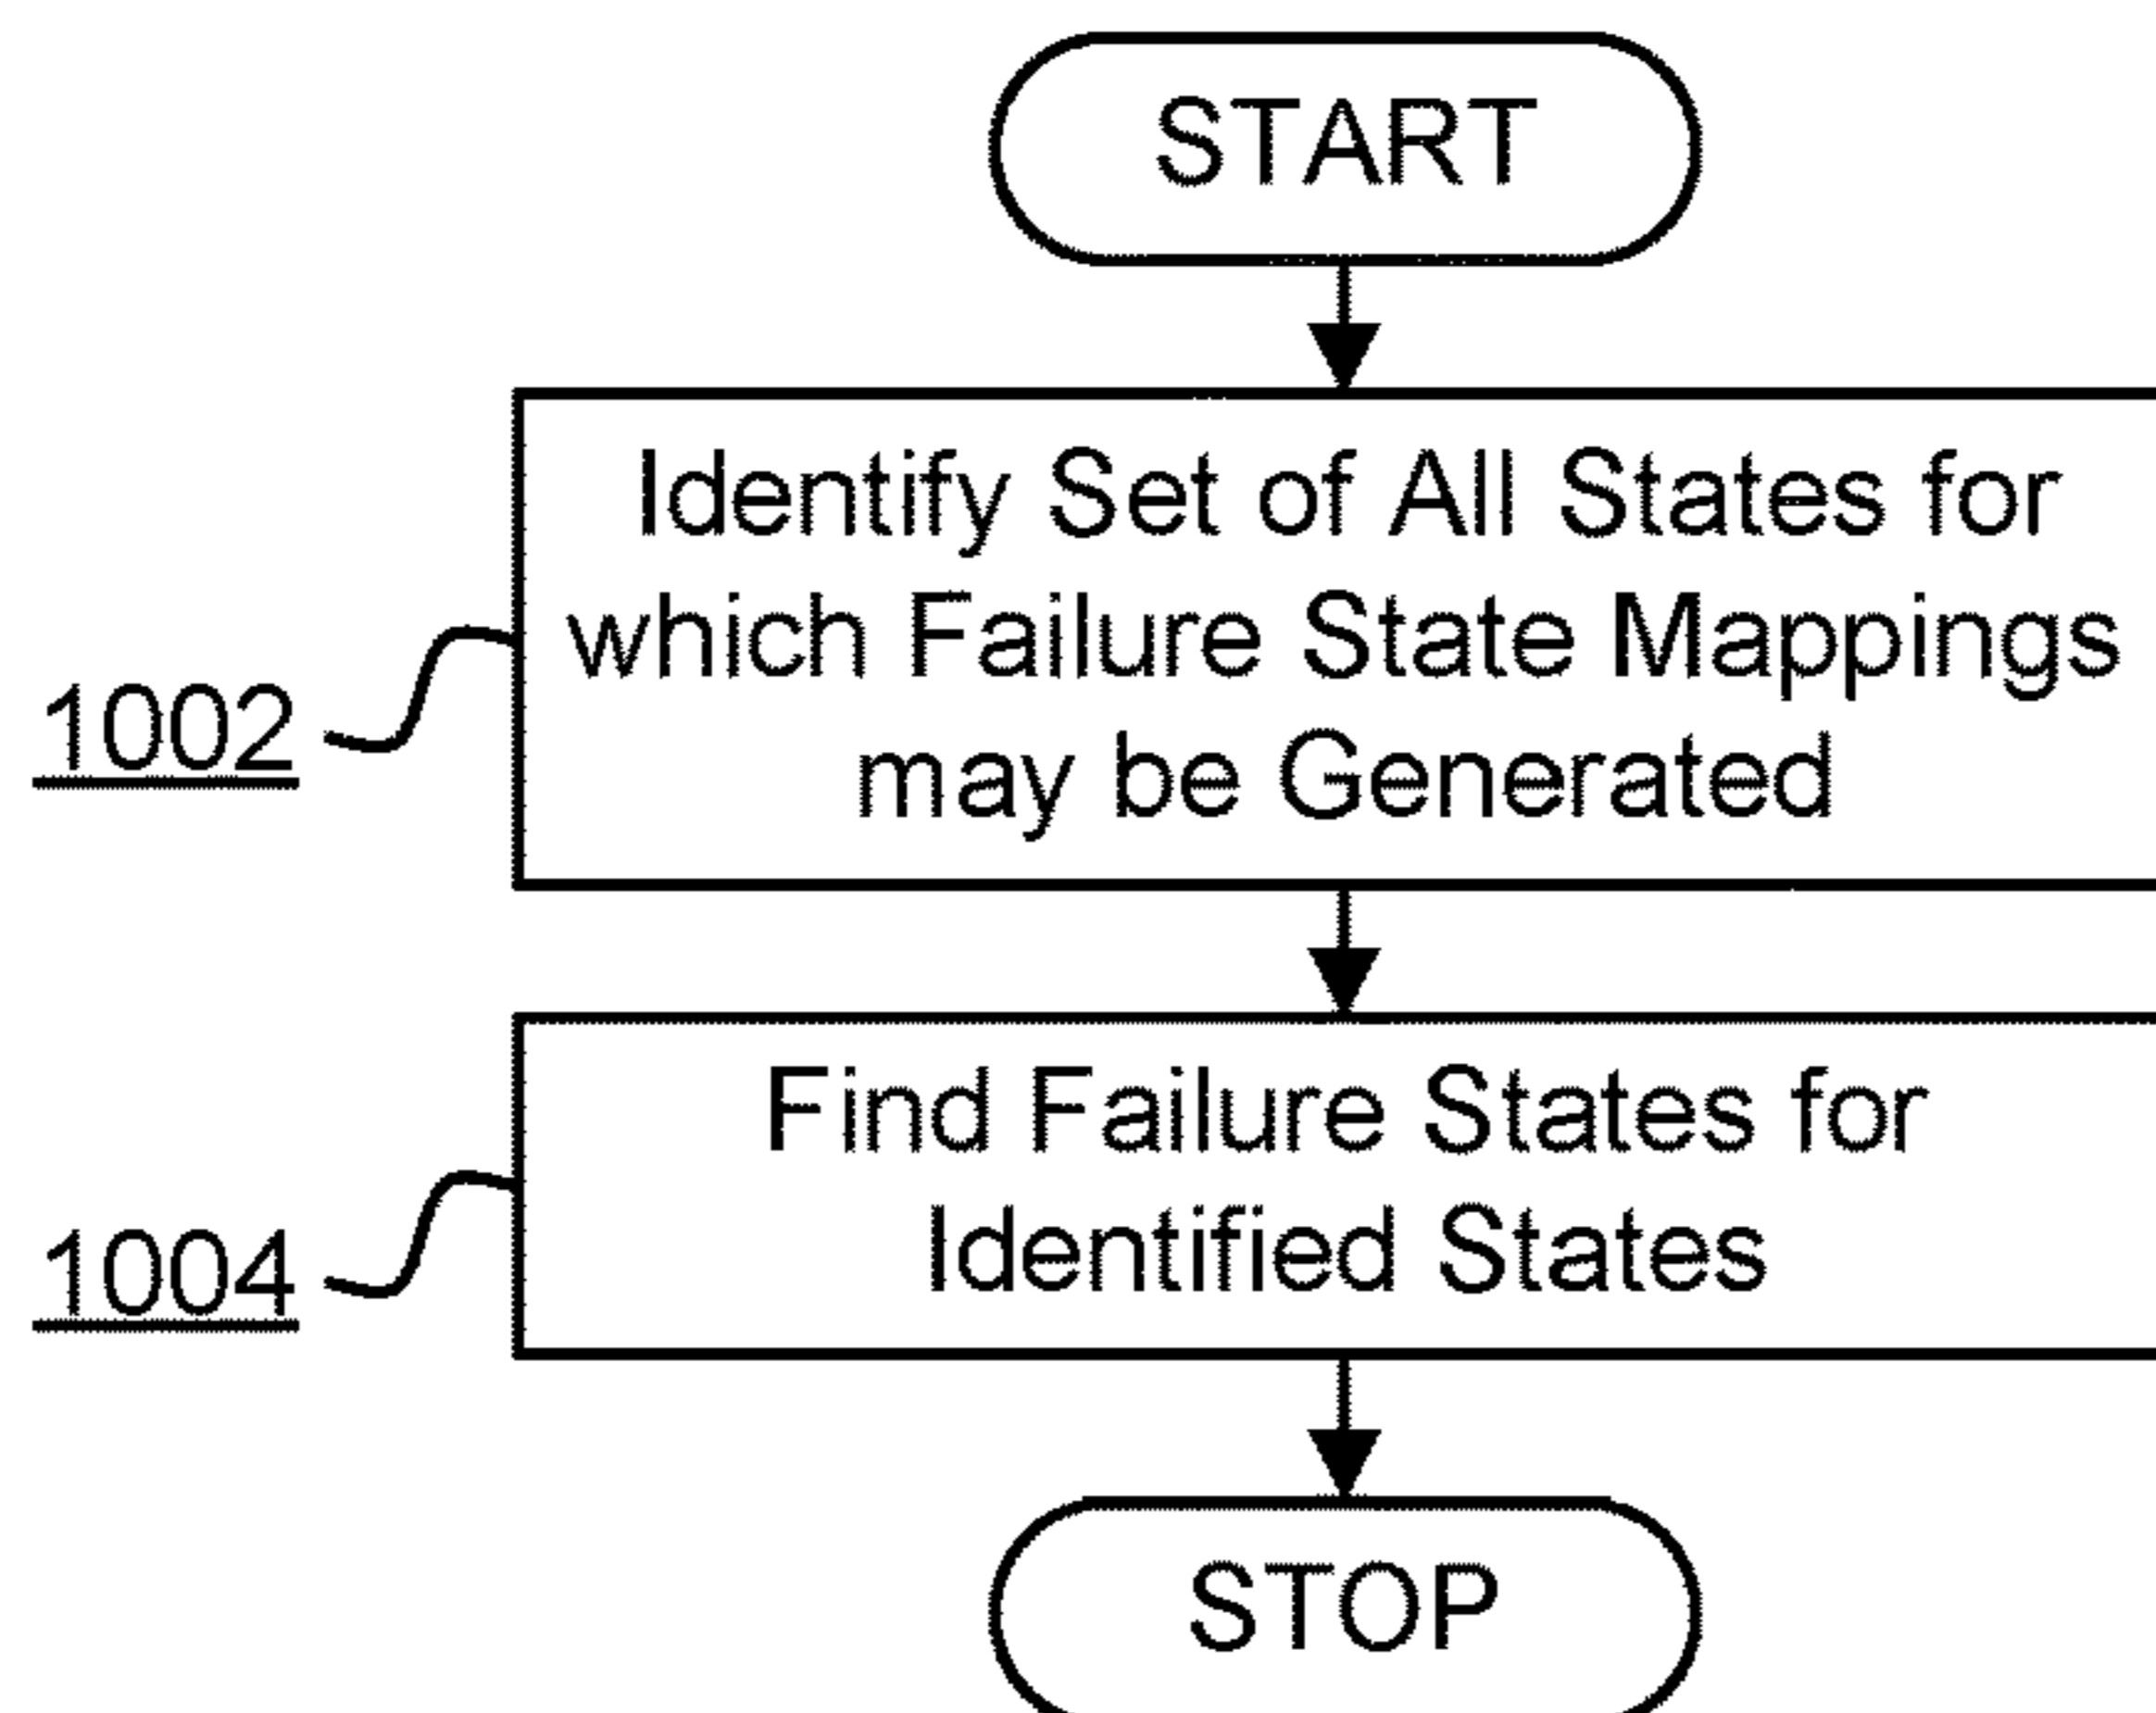 START
Identify Set of All States for
which Failure State Mappings
may be Generated
1002
Find Failure States for
Identified States
1004
STOP